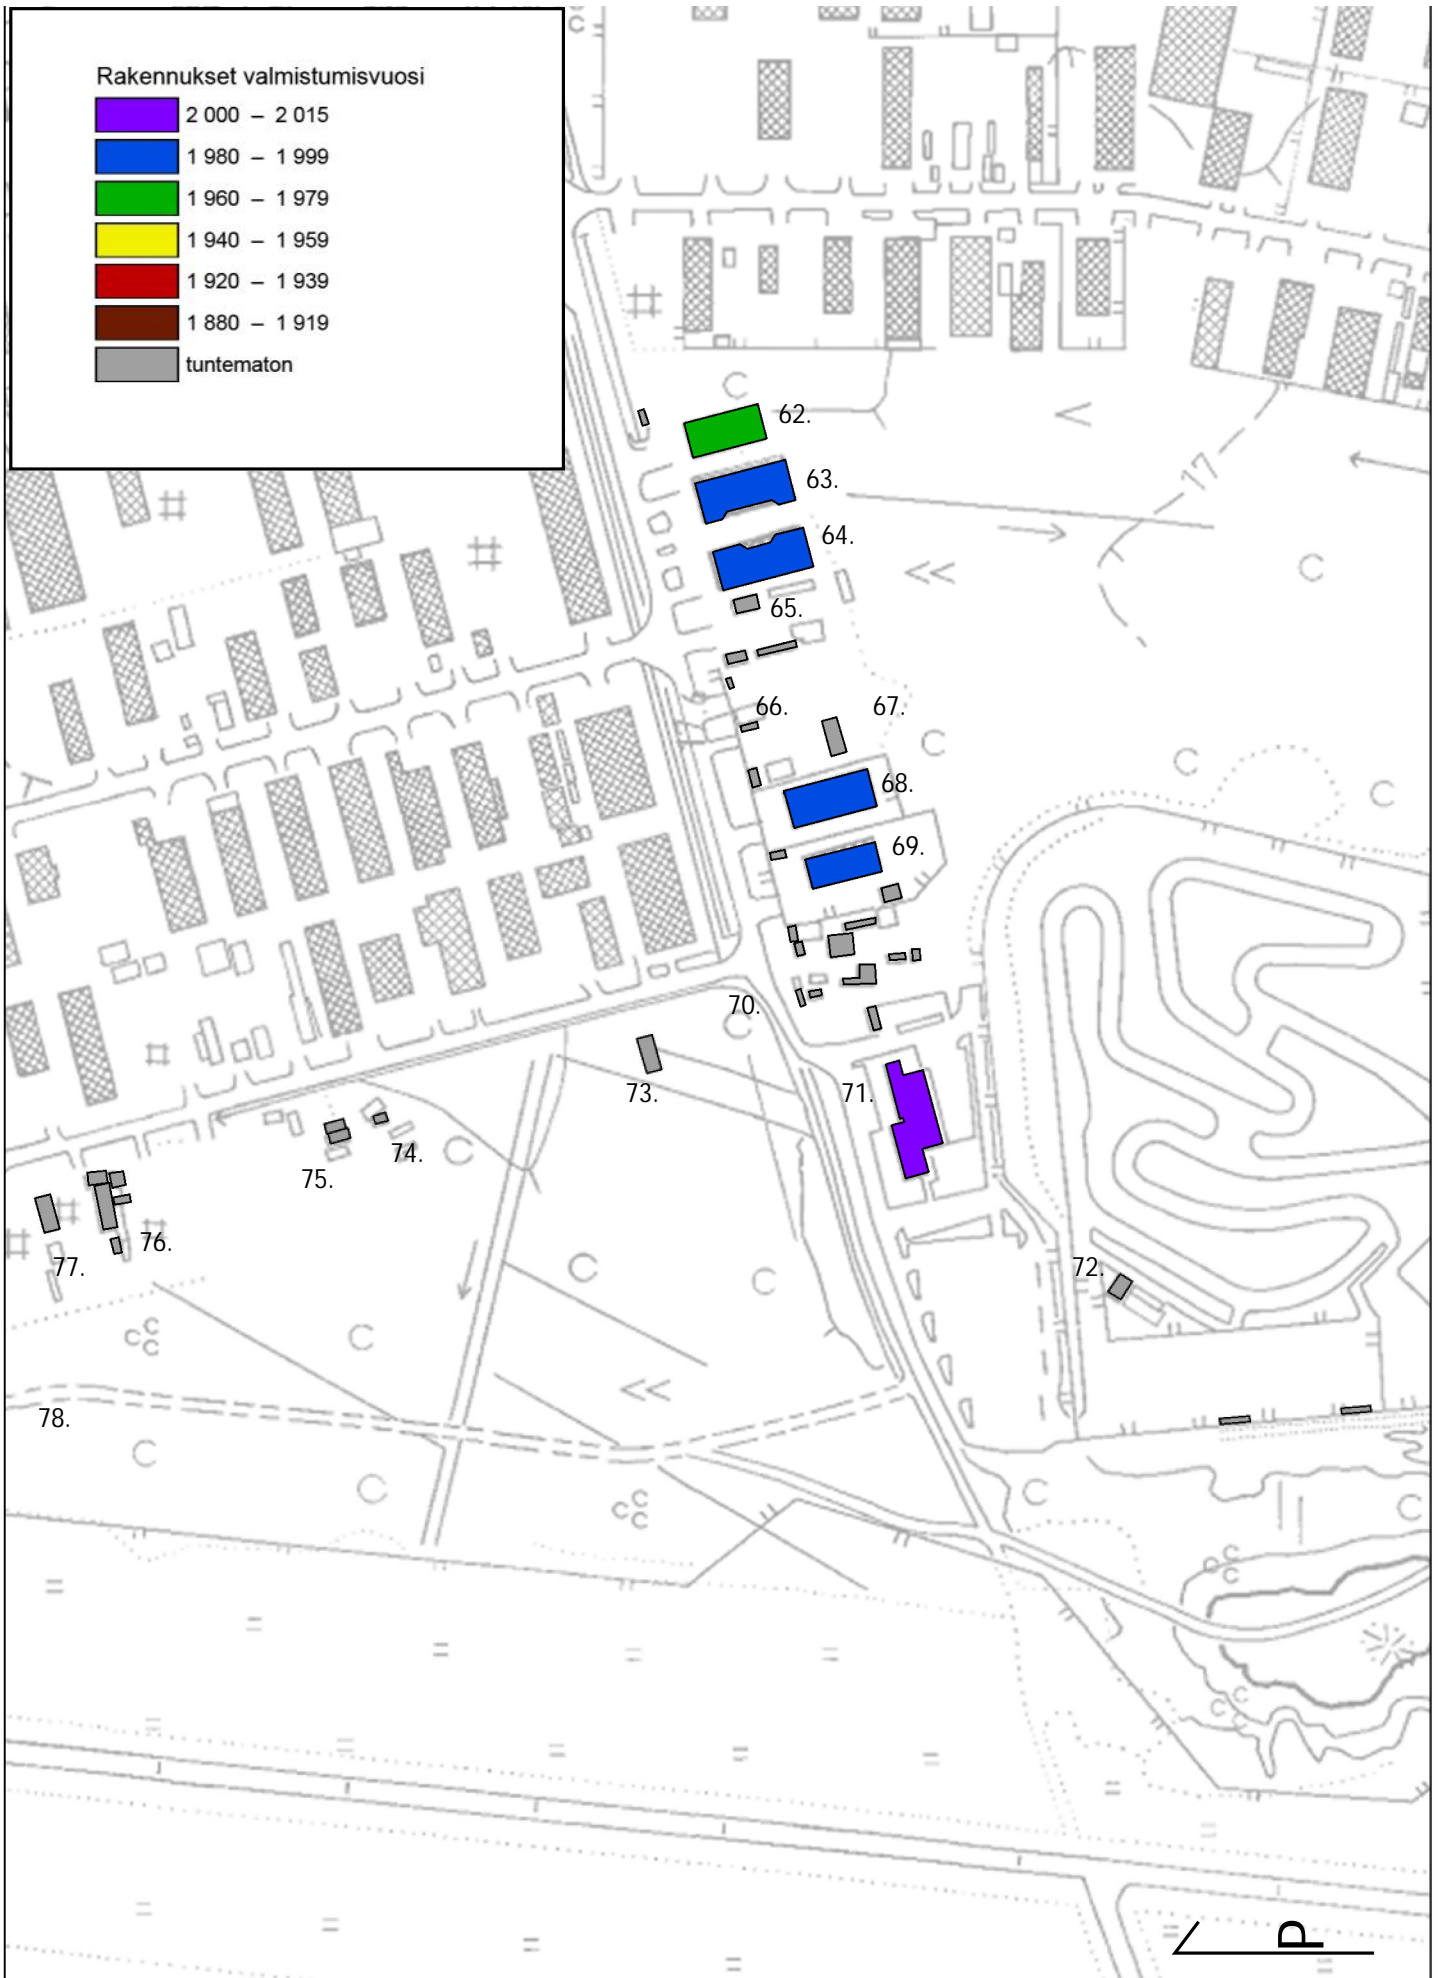 Rakennukset valmistumisvuosi
2 000 – 2 015
1 980 – 1 999
1 960 – 1 979
1 940 – 1 959
1 920 – 1 939
1 880 – 1 919
tuntematon
62.
63.
17
64.
65.
66.
67.
68.
69.
70.
71.
73.
74.
75.
76.
77.
72.
78.
P